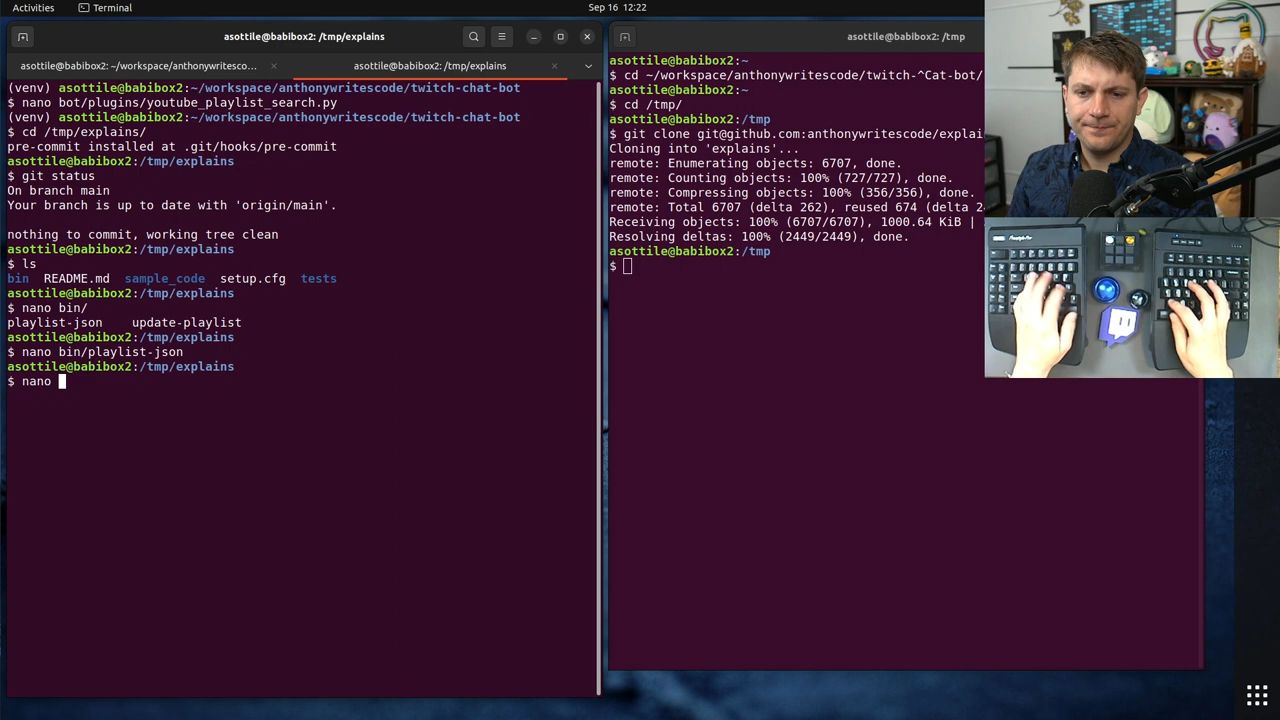 Activities
Terminal
Sep 16 12:22
asottile@babibox2: /tmp/explains
asottile@babibox2: ~/workspace/anthonywritesco...
asottile@babibox2: /tmp/explains
(venv) asottile@babibox2:~/workspace/anthonywritescode/twitch-chat-bot
$ nano bot/plugins/youtube_playlist_search.py
(venv) asottile@babibox2:~/workspace/anthonywritescode/twitch-chat-bot
$ cd /tmp/explains/
pre-commit installed at .git/hooks/pre-commit
asottile@babibox2:/tmp/explains
$ git status
On branch main
Your branch is up to date with 'origin/main'.
nothing to commit, working tree clean
asottile@babibox2:/tmp/explains
$ ls
bin README.md sample_code setup.cfg tests
asottile@babibox2:/tmp/explains
$ nano bin/
playlist-json update-playlist
asottile@babibox2:/tmp/explains
$ nano bin/playlist-json
asottile@babibox2:/tmp/explains
$ nano
asottile@babibox2: /tmp
asottile@babibox2:~
$ cd ~/workspace/anthonywritescode/twitch-^Cat-bot/
asottile@babibox2:~
$ cd /tmp/
asottile@babibox2:/tmp
$ git clone git@github.com:anthonywritescode/explai
Cloning into 'explains'...
remote: Enumerating objects: 6707, done.
remote: Counting objects: 100% (727/727), done.
remote: Compressing objects: 100% (356/356), done.
remote: Total 6707 (delta 262), reused 674 (delta 2
Receiving objects: 100% (6707/6707), 1000.64 KiB |
Resolving deltas: 100% (2449/2449), done.
asottile@babibox2:/tmp
$